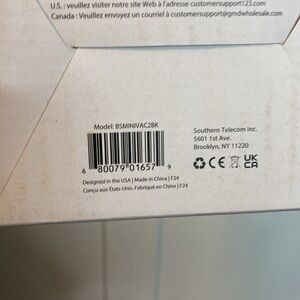 U.S. : veuillez visiter notre site Web à l'adresse customersupport123.com
Canada : Veuillez envoyez un courriel à customersupport@gmdwholesale.com
Model: BSMINIVAC2BK
6 80079 01657 9
Designed in the USA | Made in China | F24
Conçu aux États-Unis. Fabriqué en Chine | F24
Southern Telecom Inc.
5601 1st Ave.
Brooklyn, NY 11220
CE UK CA